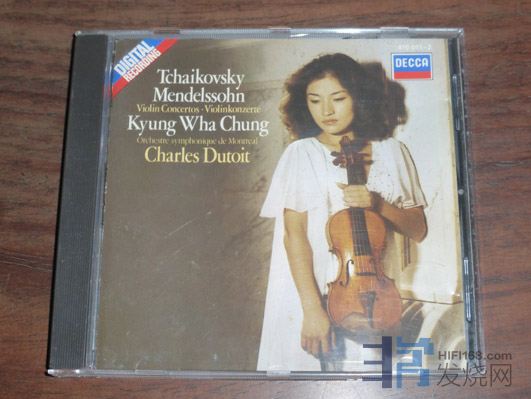 DIGITAL
RECORDING
DECCA
Tchaikovsky
Mendelssohn
Violin Concertos · Violinkonzerte
Kyung Wha Chung
Orchestre symphonique de Montréal
Charles Dutoit
HIFI168.com
发烧网